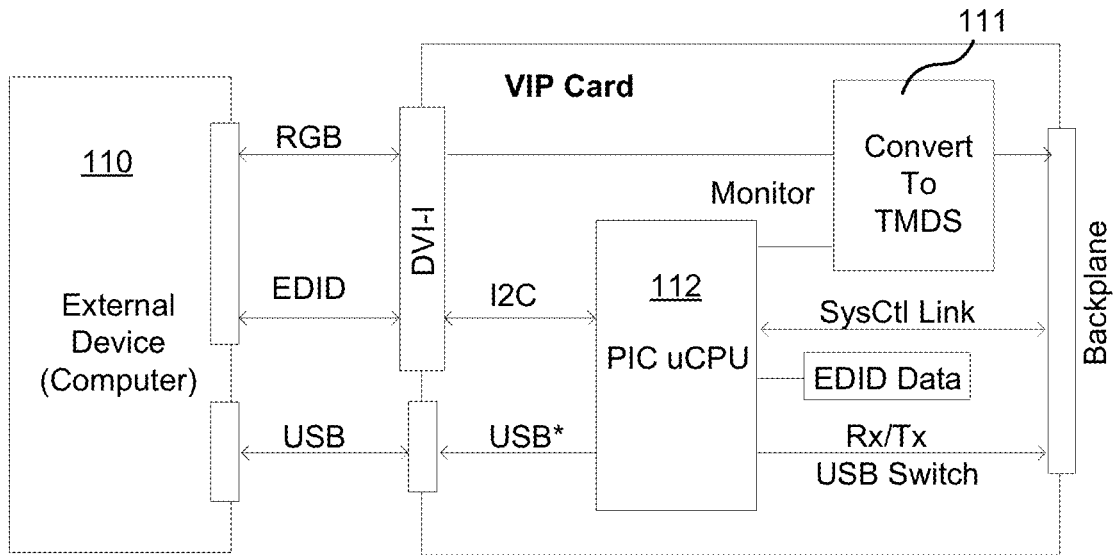 111
VIP Card
110
RGB
Convert
To
TMDS
Monitor
DVI-I
112
EDID
I2C
SysCtl Link
Backplane
External
Device
(Computer)
PIC uCPU
EDID Data
USB
USB*
Rx/Tx
USB Switch